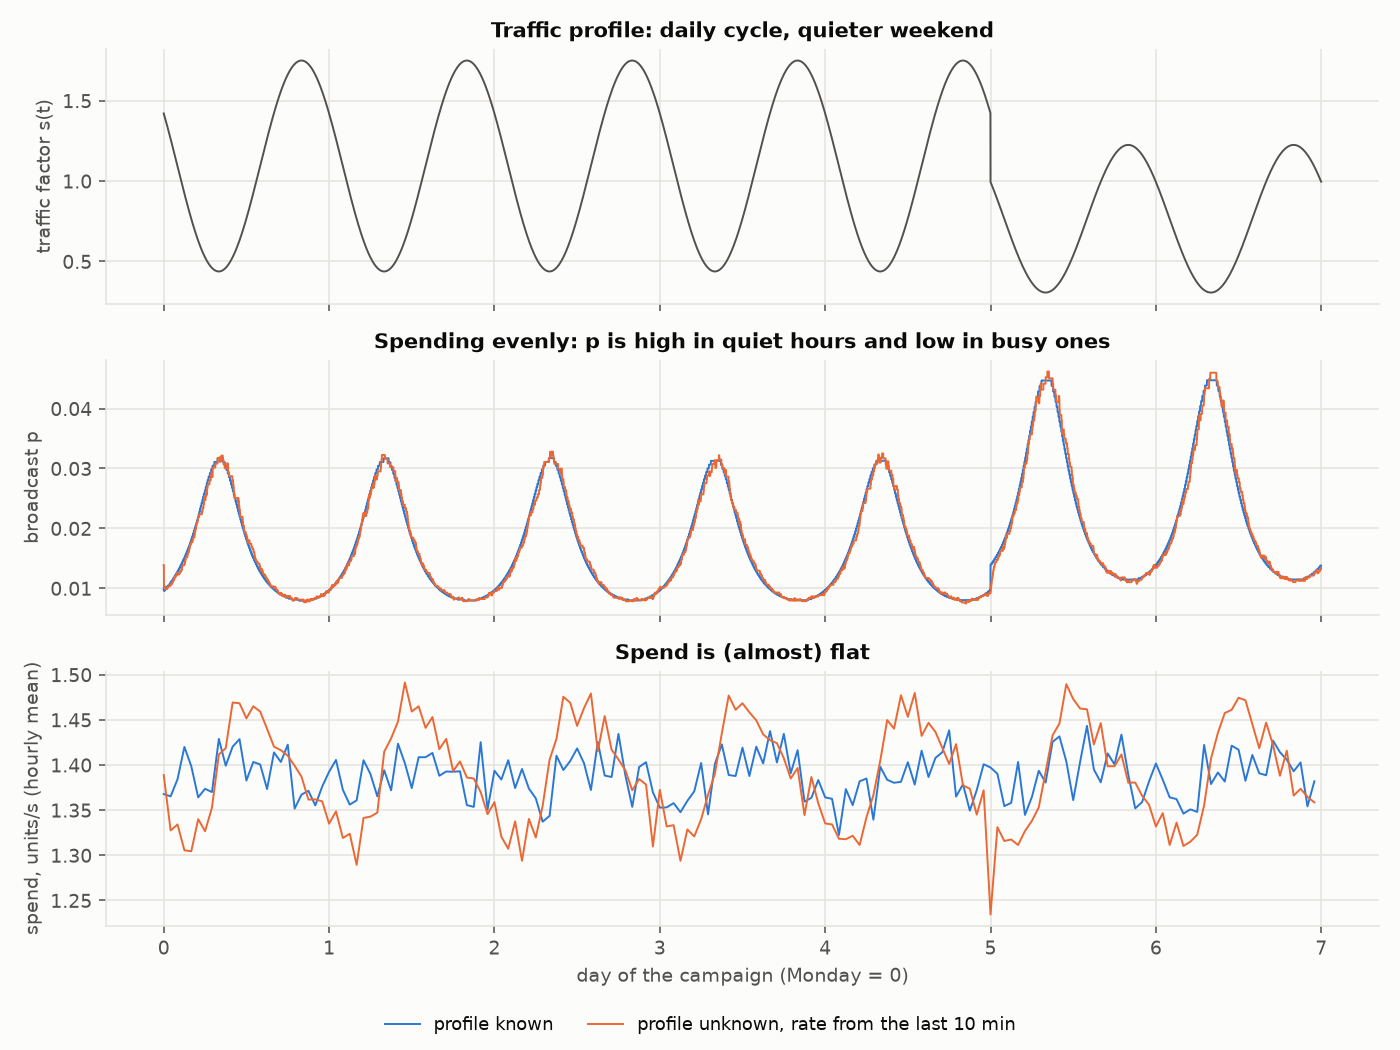 Traffic profile: daily cycle, quieter weekend
traffic factor s(t)
1.5
1.0
0.5
Spending evenly: p is high in quiet hours and low in busy ones
broadcast p
0.04
0.03
0.02
0.01
Spend is (almost) flat
spend, units/s (hourly mean)
1.50
1.45
1.40
1.35
1.30
1.25
0 1 2 3 4 5 6 7
day of the campaign (Monday = 0)
profile known profile unknown, rate from the last 10 min